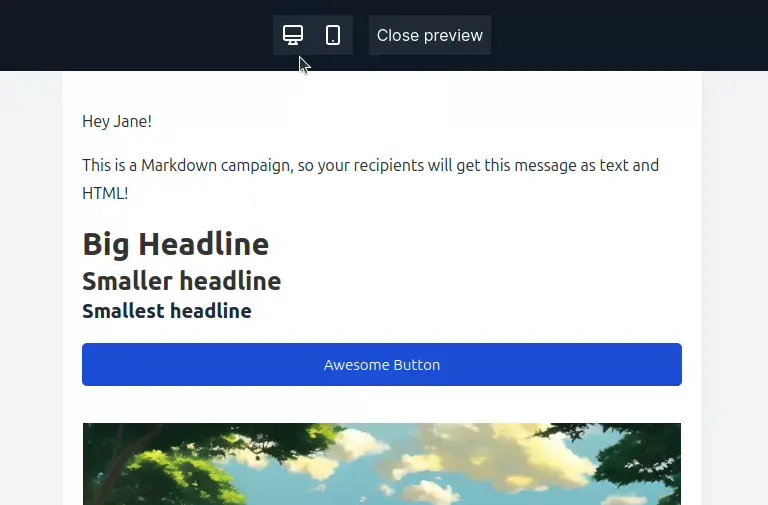 Close preview
Hey Jane!
This is a Markdown campaign, so your recipients will get this message as text and
HTML!
Big Headline
Smaller headline
Smallest headline
Awesome Button